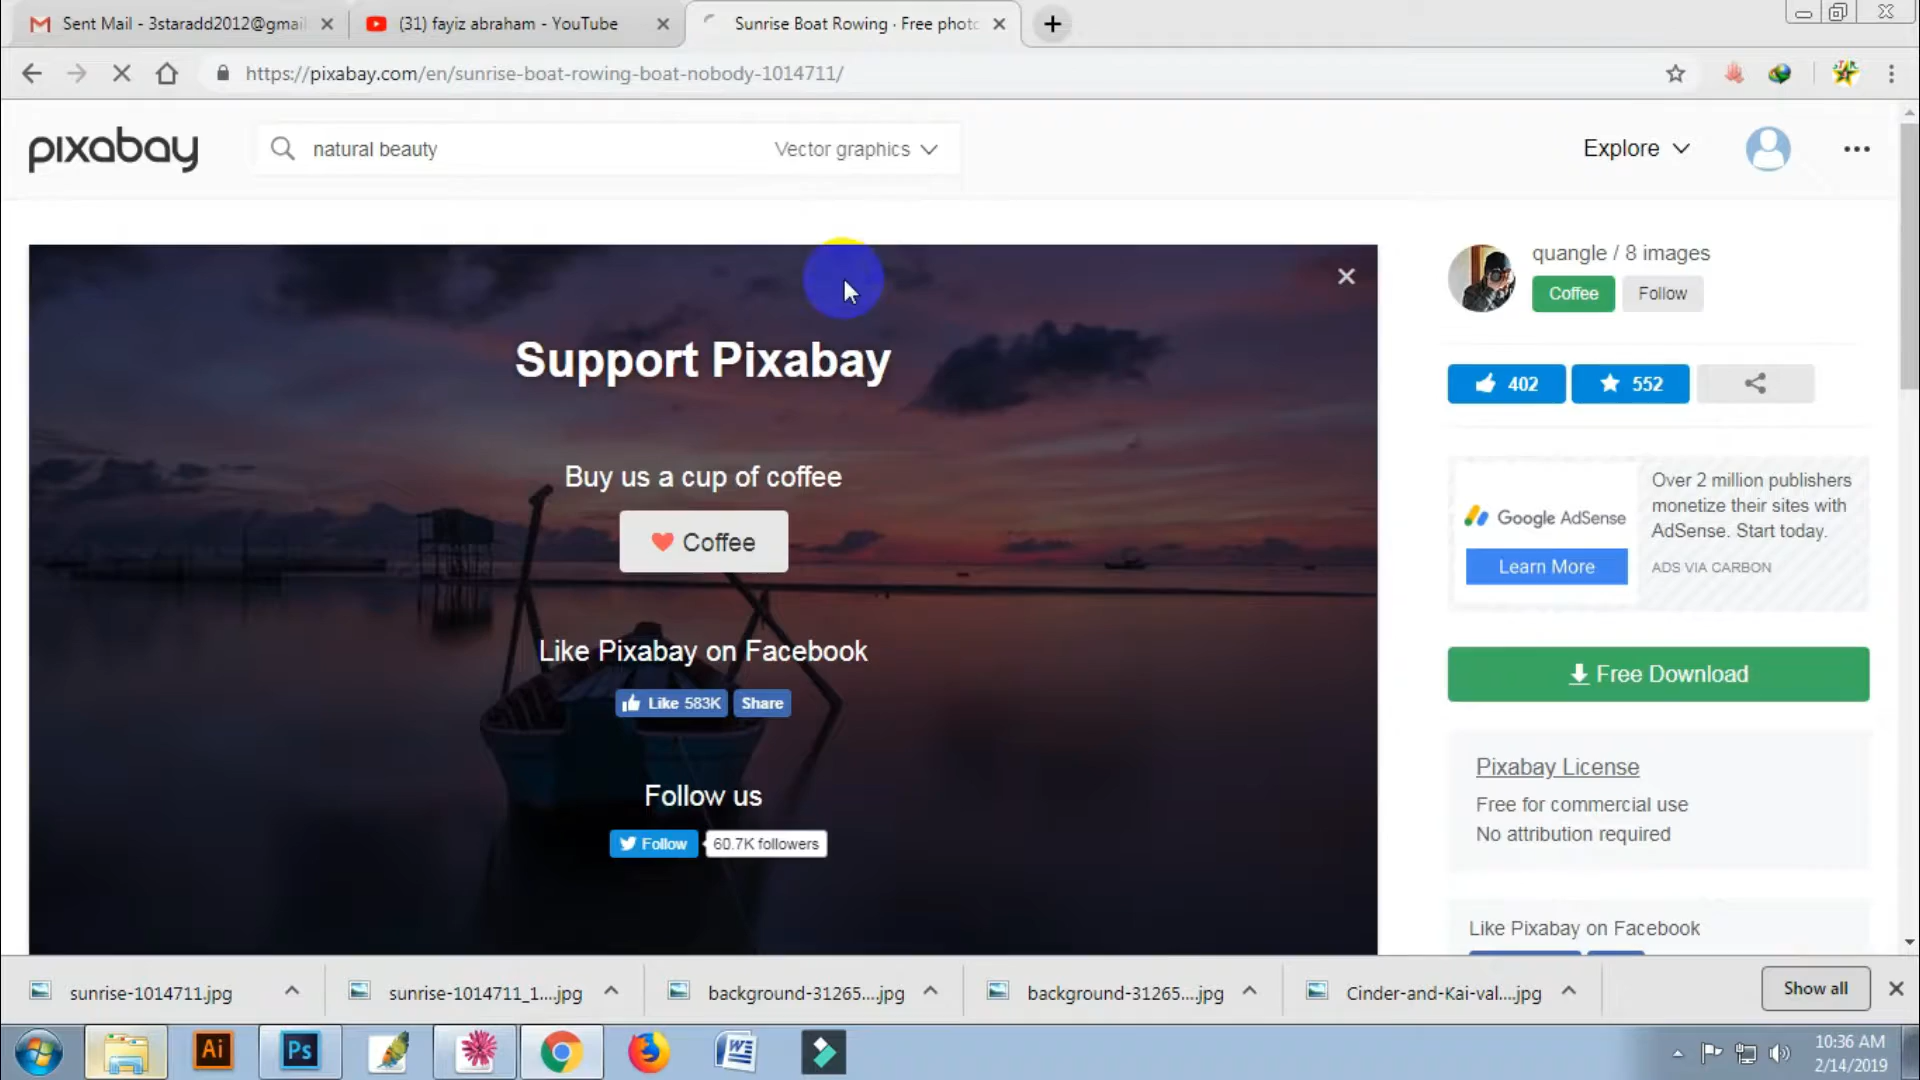 Sent Mail - 3staradd2012@gmai
(31) fayiz abraham - YouTube
Sunrise Boat Rowing · Free photo
https://pixabay.com/en/sunrise-boat-rowing-boat-nobody-1014711/
pixabay
natural beauty
Vector graphics
Explore
Support Pixabay
Buy us a cup of coffee
Coffee
Like Pixabay on Facebook
Like 583K
Share
Follow us
Follow
60.7K followers
quangle / 8 images
Coffee
Follow
402
552
Google AdSense
Learn More
Over 2 million publishers
monetize their sites with
AdSense. Start today.
ADS VIA CARBON
Free Download
Pixabay License
Free for commercial use
No attribution required
Like Pixabay on Facebook
sunrise-1014711.jpg
sunrise-1014711_1....jpg
background-31265....jpg
background-31265....jpg
Cinder-and-Kai-val....jpg
Show all
Ai
Ps
10:36 AM
2/14/2019